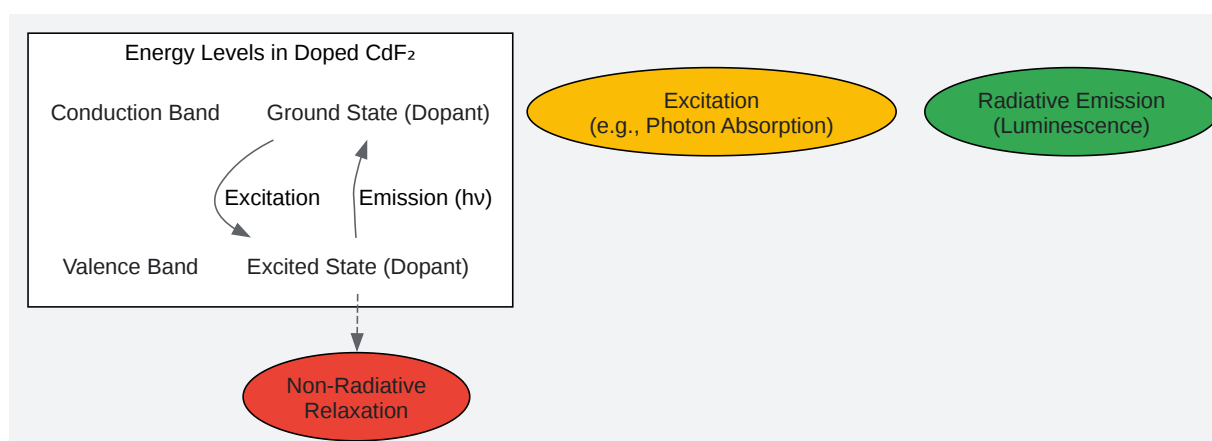 Energy Levels in Doped CdF₂
Conduction Band
Ground State (Dopant)
Excitation
(e.g., Photon Absorption)
Radiative Emission
(Luminescence)
Excitation
Emission (hν)
Valence Band
Excited State (Dopant)
Non-Radiative
Relaxation